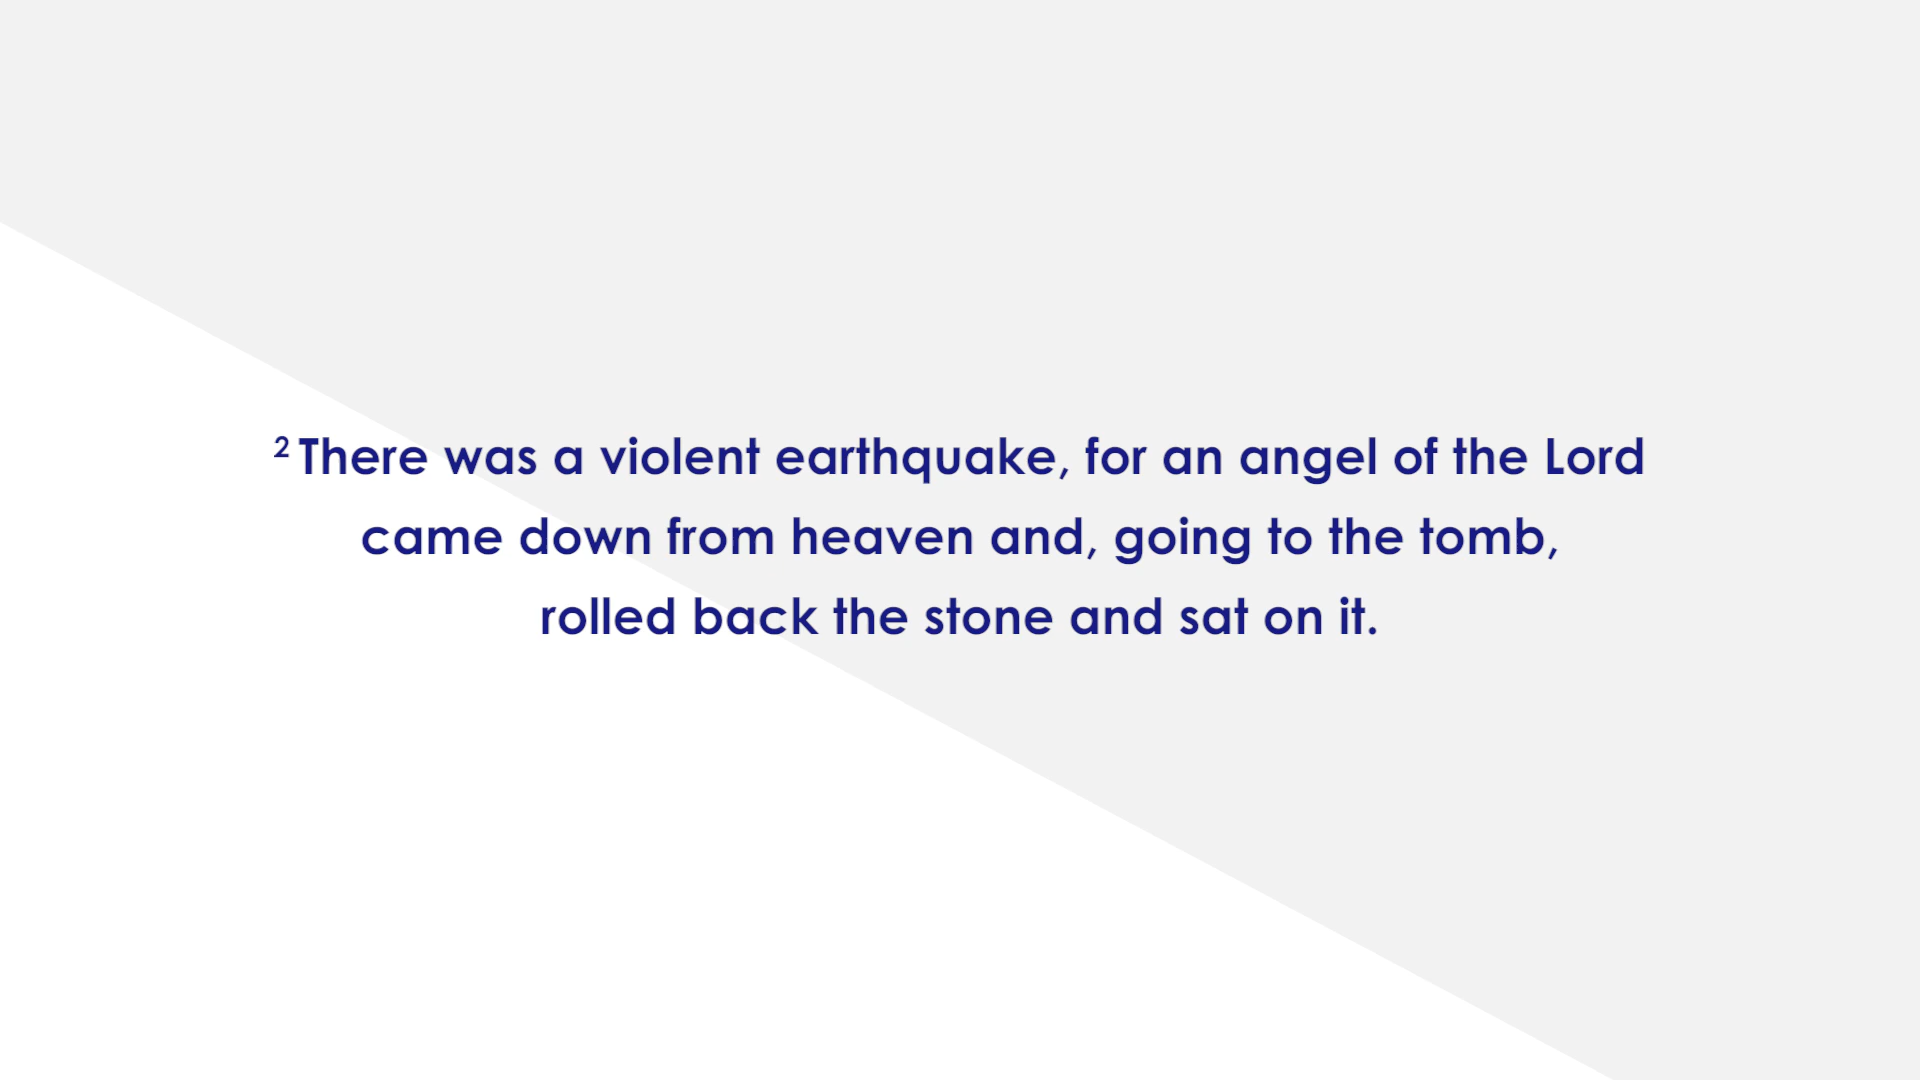 ² There was a violent earthquake, for an angel of the Lord
came down from heaven and, going to the tomb,
rolled back the stone and sat on it.